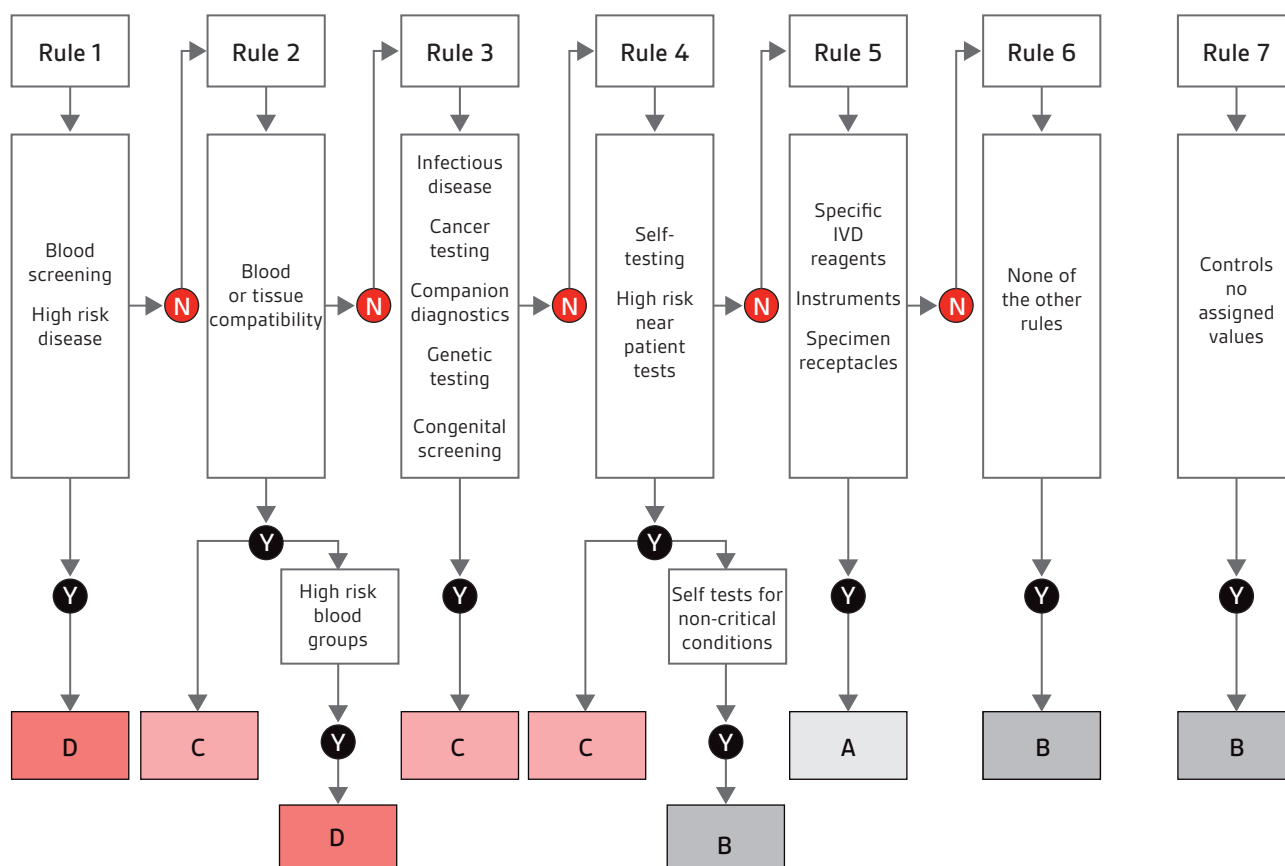 Rule 1
Rule 2
Rule 3
Rule 4
Rule 5
Rule 6
Rule 7
Blood
screening
High risk
disease
N
Blood
or tissue
compatibility
N
Infectious
disease
Cancer
testing
Companion
diagnostics
Genetic
testing
Congenital
screening
N
Self-
testing
High risk
near
patient
tests
N
Specific
IVD
reagents
Instruments
Specimen
receptacles
N
None of
the other
rules
Controls
no
assigned
values
Y
Y
High risk
blood
groups
Y
Y
Y
Self tests for
non-critical
conditions
Y
Y
Y
Y
D
C
D
C
C
B
A
B
B